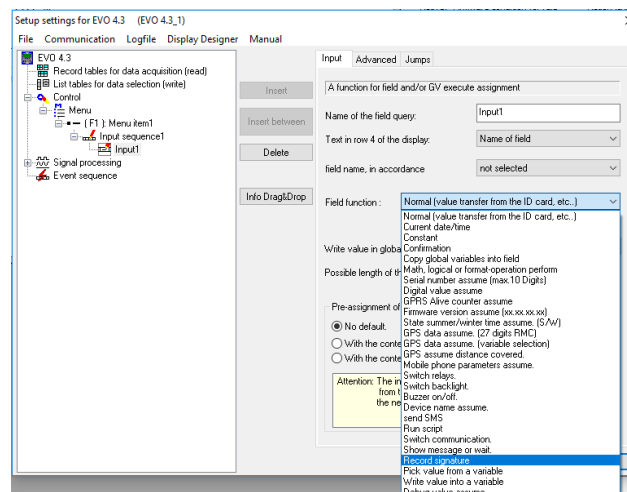 Setup settings for EVO 4.3 (EVO 4.3_1)
File Communication Logfile Display Designer Manual
EVO 4.3
Record tables for data acquisition (read)
List tables for data selection (write)
Control
Menu
( F1 ): Menu item1
Input sequence1
Input1
Signal processing
Event sequence
Insert
Insert between
Delete
Info Drag&Drop
Input Advanced Jumps
A function for field and/or GV execute assignment
Name of the field query: Input1
Text in row 4 of the display: Name of field
field name, in accordance not selected
Field function : Normal (value transfer from the ID card, etc..)
Normal (value transfer from the ID card, etc..)
Current date/time
Constant
Confirmation
Copy global variables into field
Math, logical or format-operation perform
Serial number assume (max.10 Digits)
Digital value assume
GPRS Alive counter assume
Firmware version assume (xx.xx.xx.xx)
State summer/winter time assume. (S/W)
GPS data assume. (27 digits RMC)
GPS data assume. (variable selection)
GPS assume distance covered.
Mobile phone parameters assume.
Switch relays.
Switch backlight.
Buzzer on/off.
Device name assume.
send SMS
Run script
Switch communication.
Show message or wait.
Record signature
Pick value from a variable
Write value into a variable
Debug value assume
Write value in globa
Possible length of th
Pre-assignment of
No default.
With the conte
With the conte
Attention: The in
from t
the ne